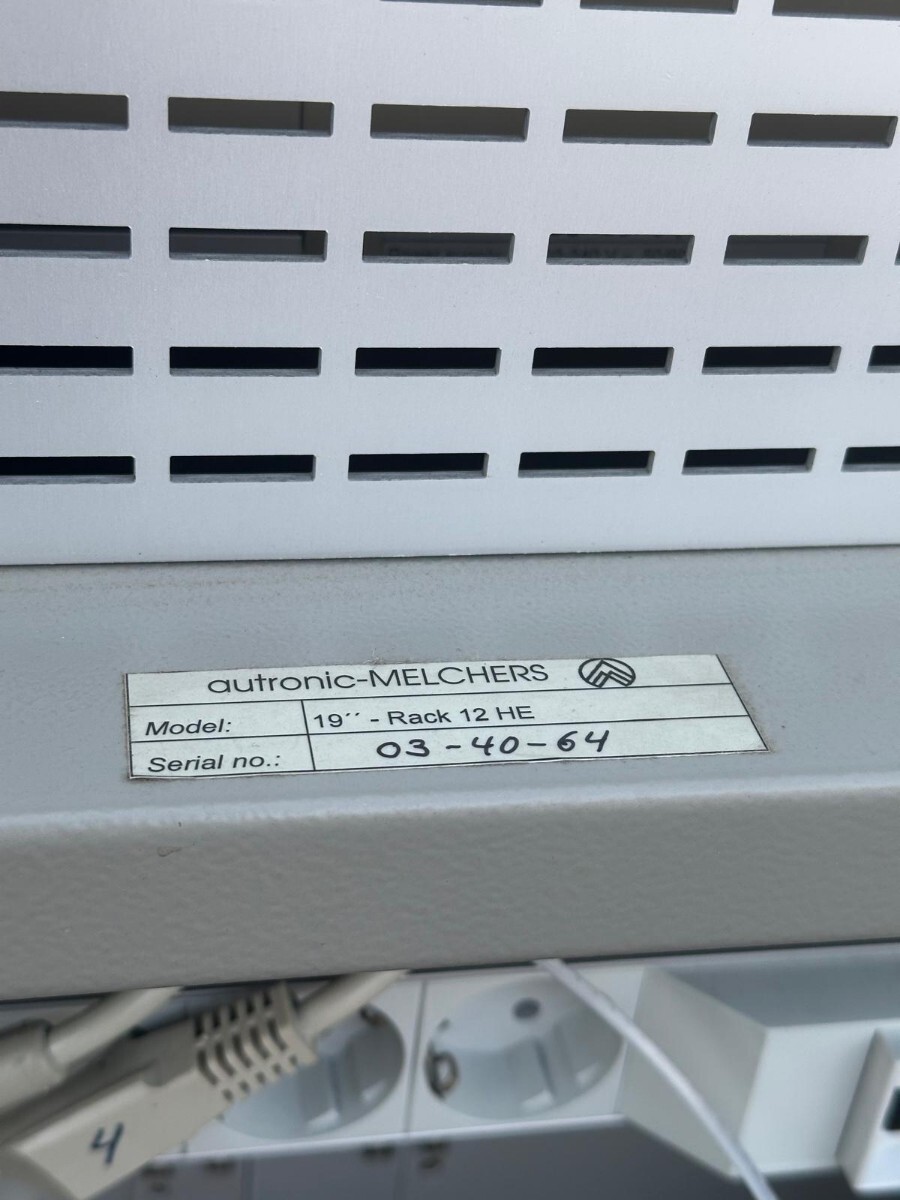 autronic-MELCHERS
Model: 19´´ - Rack 12 HE
Serial no.: 03-40-64
4